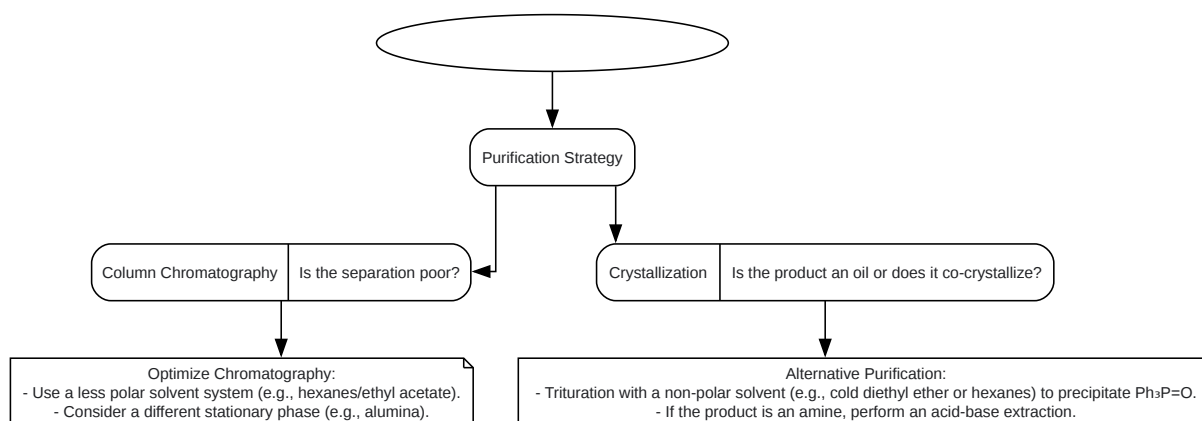 Purification Strategy
Column Chromatography
Is the separation poor?
Crystallization
Is the product an oil or does it co-crystallize?
Optimize Chromatography:
- Use a less polar solvent system (e.g., hexanes/ethyl acetate).
- Consider a different stationary phase (e.g., alumina).
Alternative Purification:
- Trituration with a non-polar solvent (e.g., cold diethyl ether or hexanes) to precipitate Ph₃P=O.
- If the product is an amine, perform an acid-base extraction.